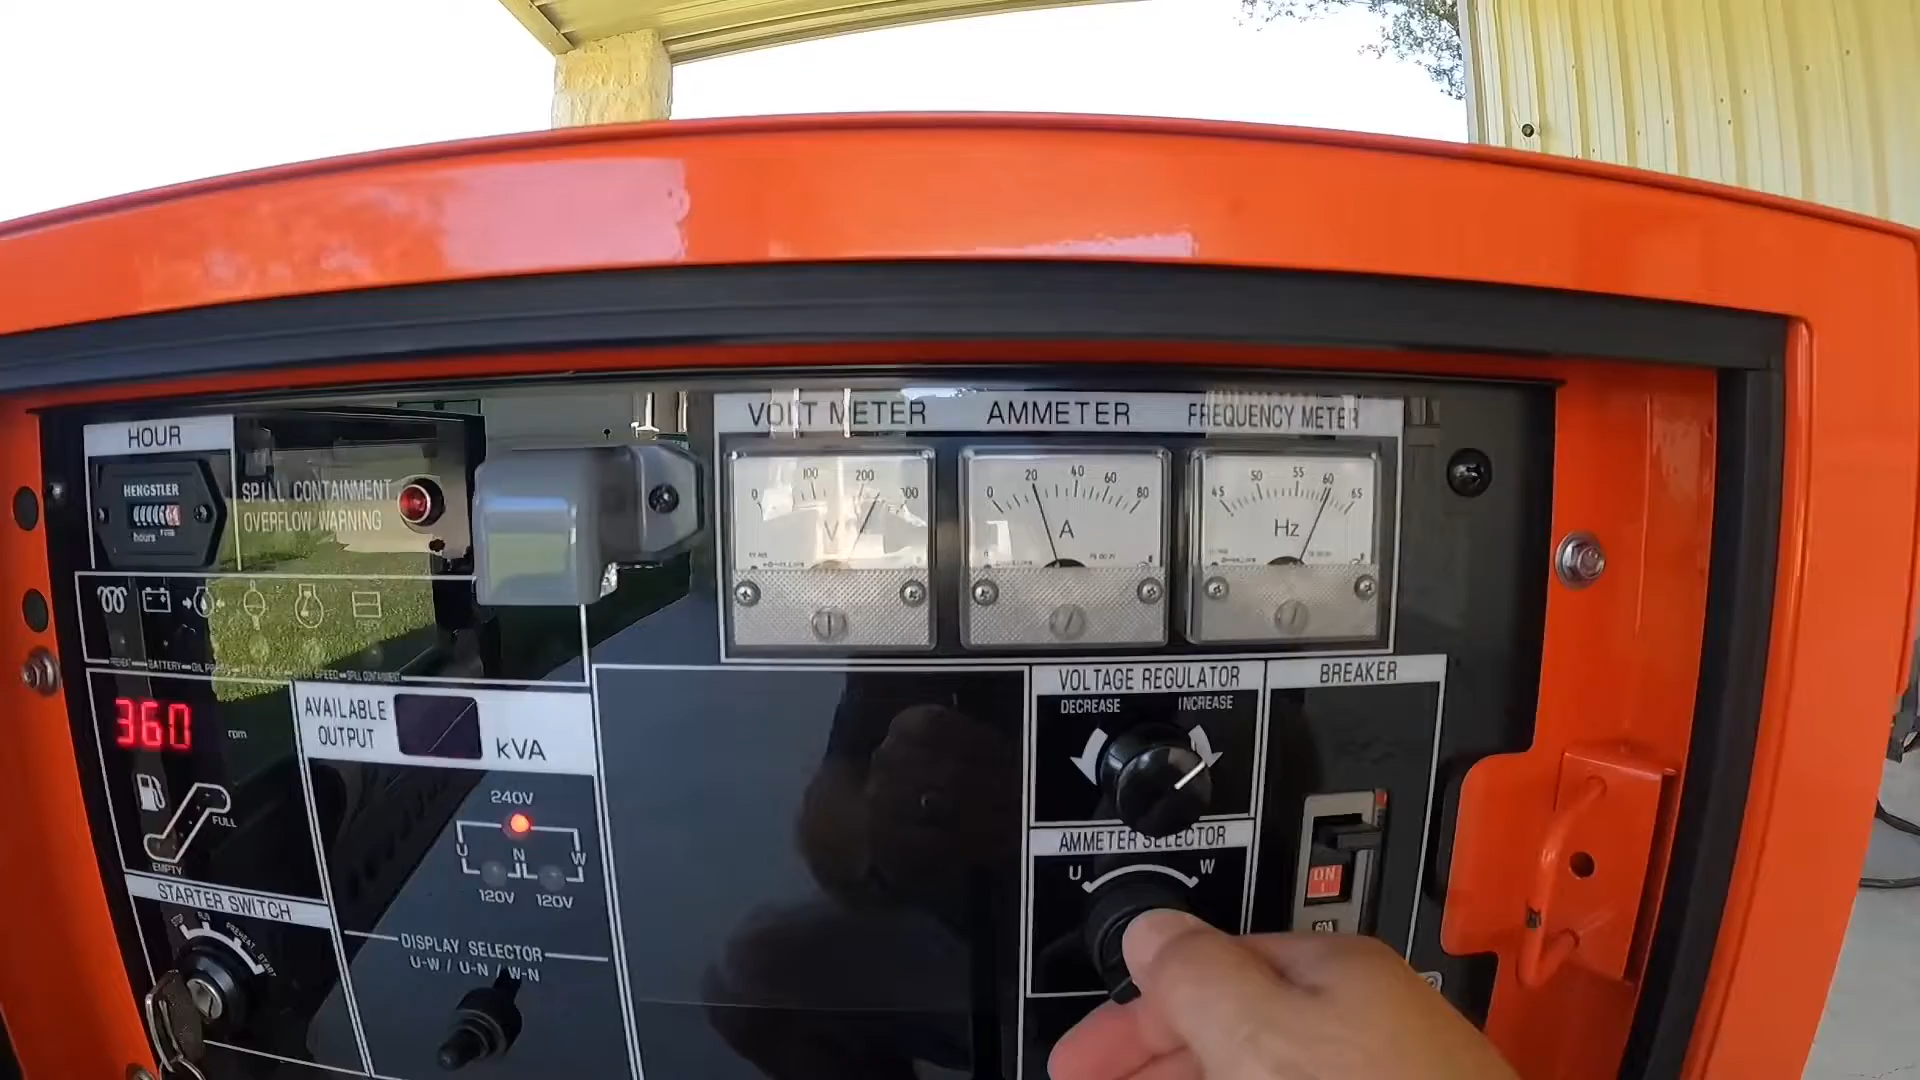 HOUR
HENGSTLER
hours
SPILL CONTAINMENT
OVERFLOW WARNING
VOLT METER
0 100 200 300
V
AMMETER
0 20 40 60 80
A
FREQUENCY METER
45 50 55 60 65
Hz
PREHEAT BATTERY OIL PRESS
SPILL CONTAINMENT
360
rpm
FULL
EMPTY
AVAILABLE
OUTPUT
kVA
240V
U N W
120V 120V
STARTER SWITCH
STOP RUN PREHEAT START
DISPLAY SELECTOR
U-W / U-N / W-N
VOLTAGE REGULATOR
DECREASE INCREASE
AMMETER SELECTOR
U W
BREAKER
ON
I
60A